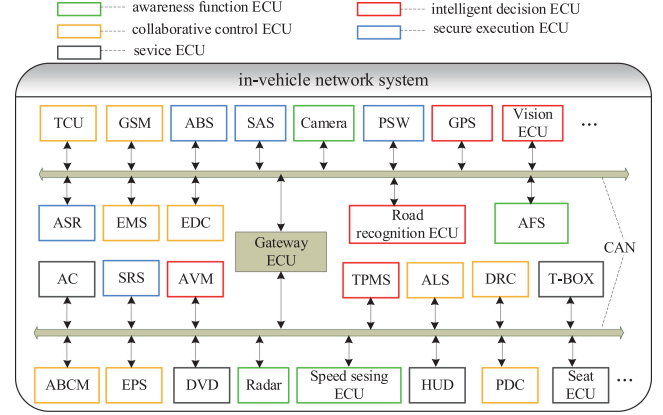 awareness function ECU
intelligent decision ECU
collaborative control ECU
secure execution ECU
sevice ECU
in-vehicle network system
TCU
GSM
ABS
SAS
Camera
PSW
GPS
Vision
ECU
...
ASR
EMS
EDC
Gateway
ECU
Road
recognition ECU
AFS
CAN
AC
SRS
AVM
TPMS
ALS
DRC
T-BOX
ABCM
EPS
DVD
Radar
Speed sesing
ECU
HUD
PDC
Seat
ECU
...